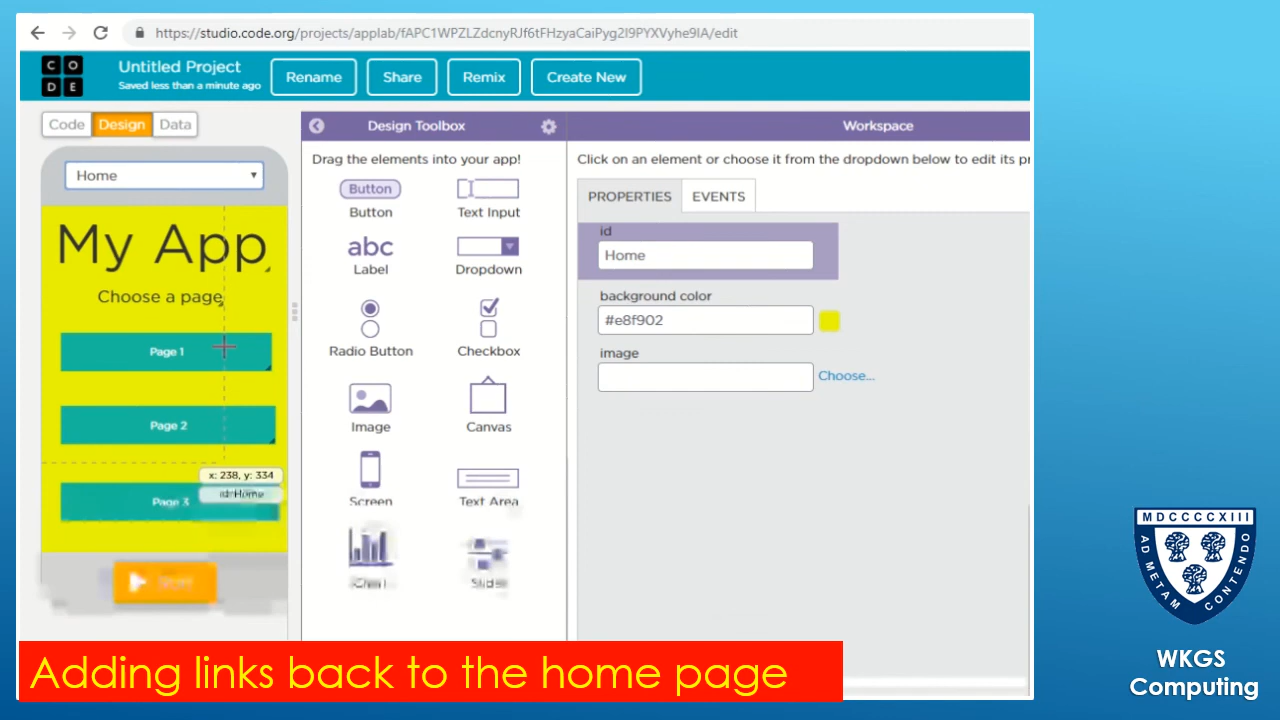 https://studio.code.org/projects/applab/fAPC1WPZLZdcnyRJf6tFHzyaCaiPyg2I9PYXVyhe9IA/edit
C O
D E
Untitled Project
Saved less than a minute ago
Rename
Share
Remix
Create New
Code
Design
Data
Design Toolbox
Workspace
Home
Drag the elements into your app!
Click on an element or choose it from the dropdown below to edit its pr
Button
Button
Text Input
PROPERTIES
EVENTS
My App
Choose a page
abc
Label
Dropdown
id
Home
background color
#e8f902
Radio Button
Checkbox
image
Choose...
Page 1
Page 2
Page 3
x: 238, y: 334
id: Home
Image
Canvas
Screen
Text Area
Chart
Slider
Adding links back to the home page
MDCCCCXIII
AD METAM
CONTENDO
WKGS
Computing